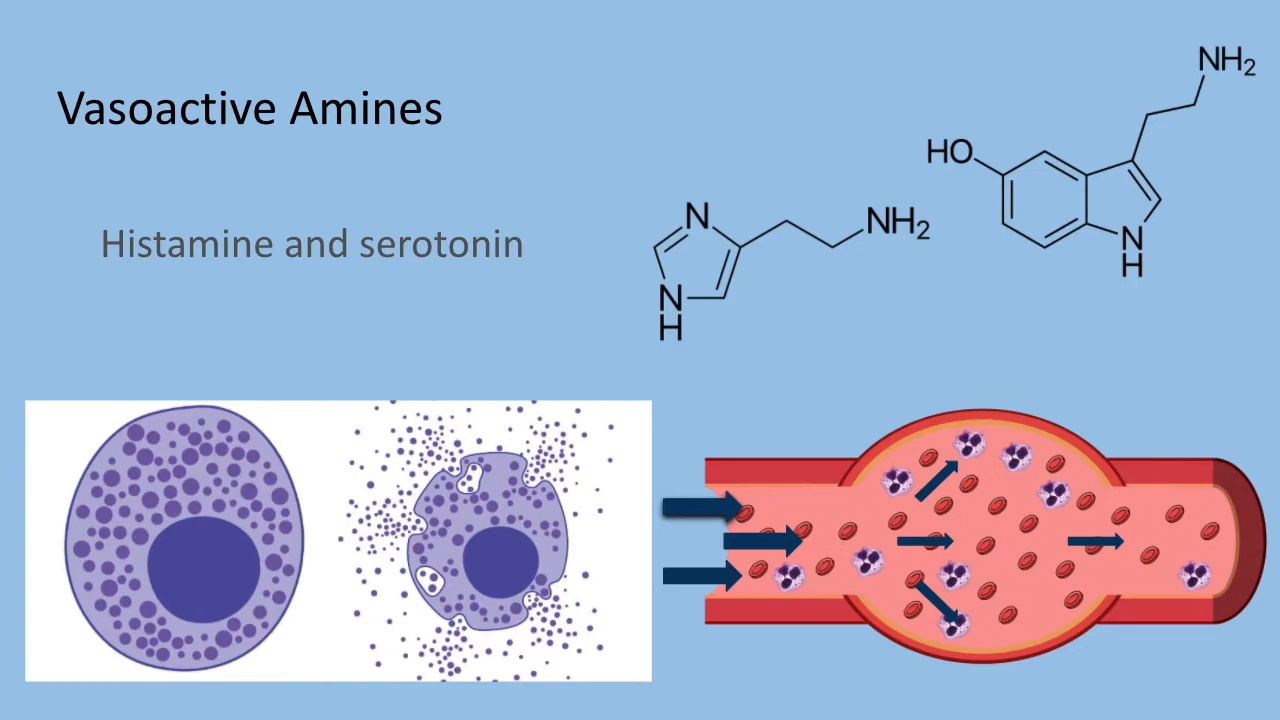 Vasoactive Amines
Histamine and serotonin
N
NH2
N
H
NH2
HO
N
H